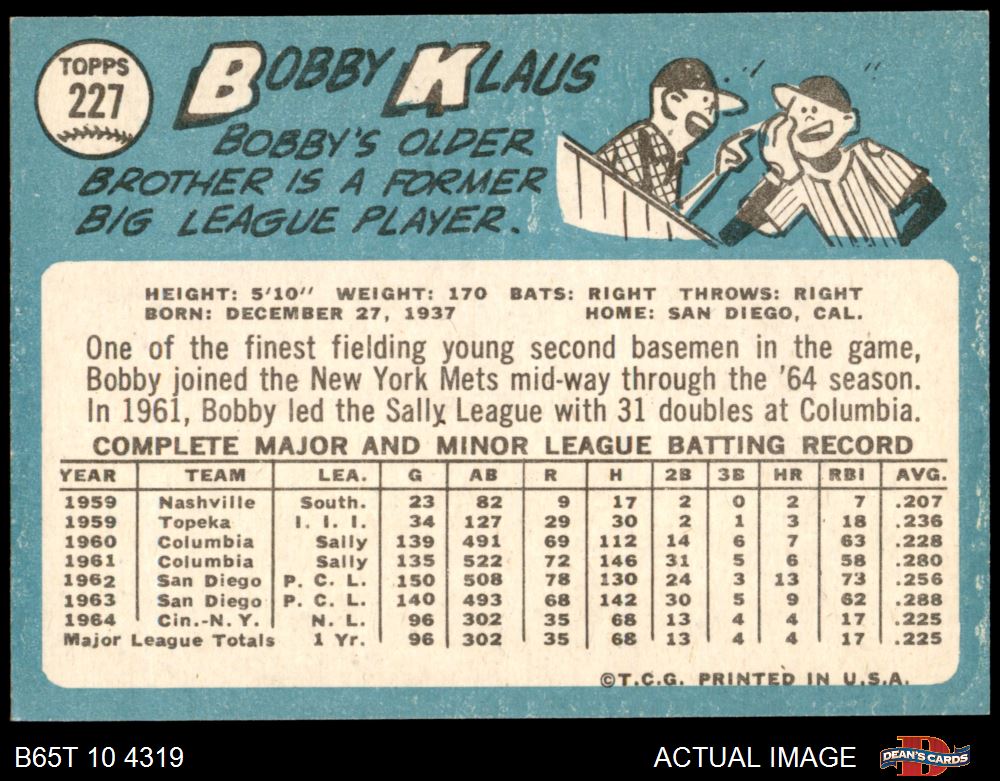 TOPPS
227
BOBBY KLAUS
BOBBY'S OLDER
BROTHER IS A FORMER
BIG LEAGUE PLAYER.
HEIGHT: 5'10" WEIGHT: 170 BATS: RIGHT THROWS: RIGHT
BORN: DECEMBER 27, 1937 HOME: SAN DIEGO, CAL.
One of the finest fielding young second basemen in the game,
Bobby joined the New York Mets mid-way through the '64 season.
In 1961, Bobby led the Sally League with 31 doubles at Columbia.
COMPLETE MAJOR AND MINOR LEAGUE BATTING RECORD
YEAR TEAM LEA. G AB R H 2B 3B HR RBI AVG.
1959 Nashville South. 23 82 9 17 2 0 2 7 .207
1959 Topeka I. I. I. 34 127 29 30 2 1 3 18 .236
1960 Columbia Sally 139 491 69 112 14 6 7 63 .228
1961 Columbia Sally 135 522 72 146 31 5 6 58 .280
1962 San Diego P. C. L. 150 508 78 130 24 3 13 73 .256
1963 San Diego P. C. L. 140 493 68 142 30 5 9 62 .288
1964 Cin.-N. Y. N. L. 96 302 35 68 13 4 4 17 .225
Major League Totals 1 Yr. 96 302 35 68 13 4 4 17 .225
©T.C.G. PRINTED IN U.S.A.
B65T 10 4319 ACTUAL IMAGE DEAN'S CARDS